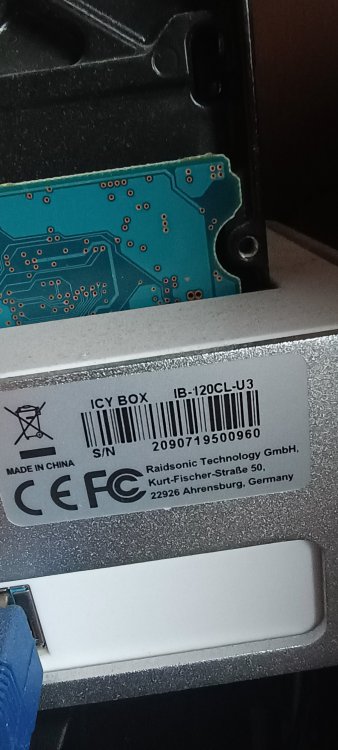 ICY BOX IB-120CL-U3
S/N 2090719500960
MADE IN CHINA
CE FC
Raidsonic Technology GmbH,
Kurt-Fischer-Straße 50,
22926 Ahrensburg, Germany